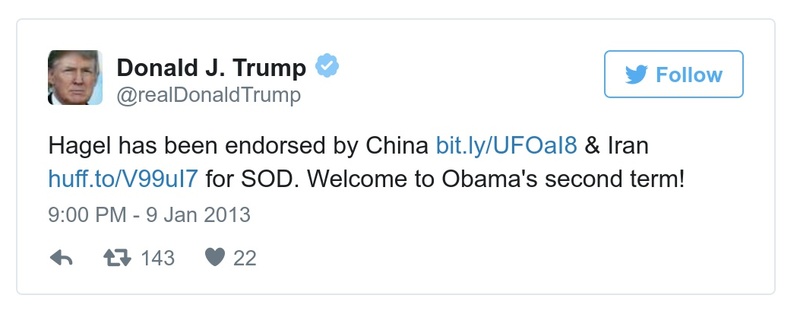 Donald J. Trump
@realDonaldTrump
Follow
Hagel has been endorsed by China bit.ly/UFOaI8 & Iran
huff.to/V99uI7 for SOD. Welcome to Obama's second term!
9:00 PM - 9 Jan 2013
143 22